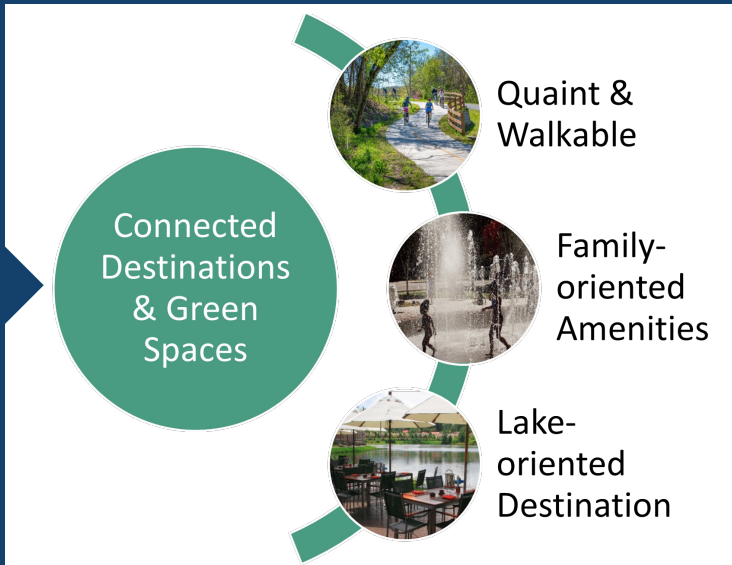 Connected
Destinations
& Green
Spaces
Quaint &
Walkable
Family-
oriented
Amenities
Lake-
oriented
Destination